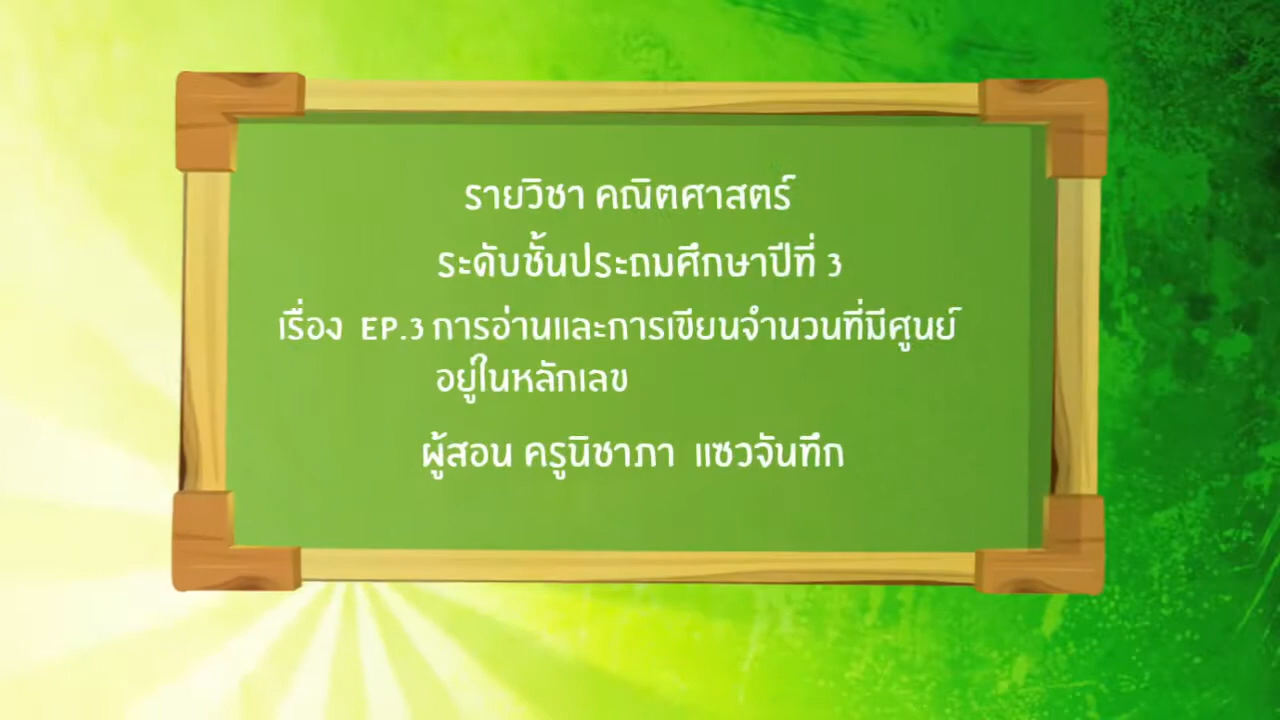 รายวิชา คณิตศาสตร์
ระดับชั้นประถมศึกษาปีที่ 3
เรื่อง EP.3 การอ่านและการเขียนจำนวนที่มีศูนย์
อยู่ในหลักเลข
ผู้สอน ครูนิชาภา แซวจันทึก